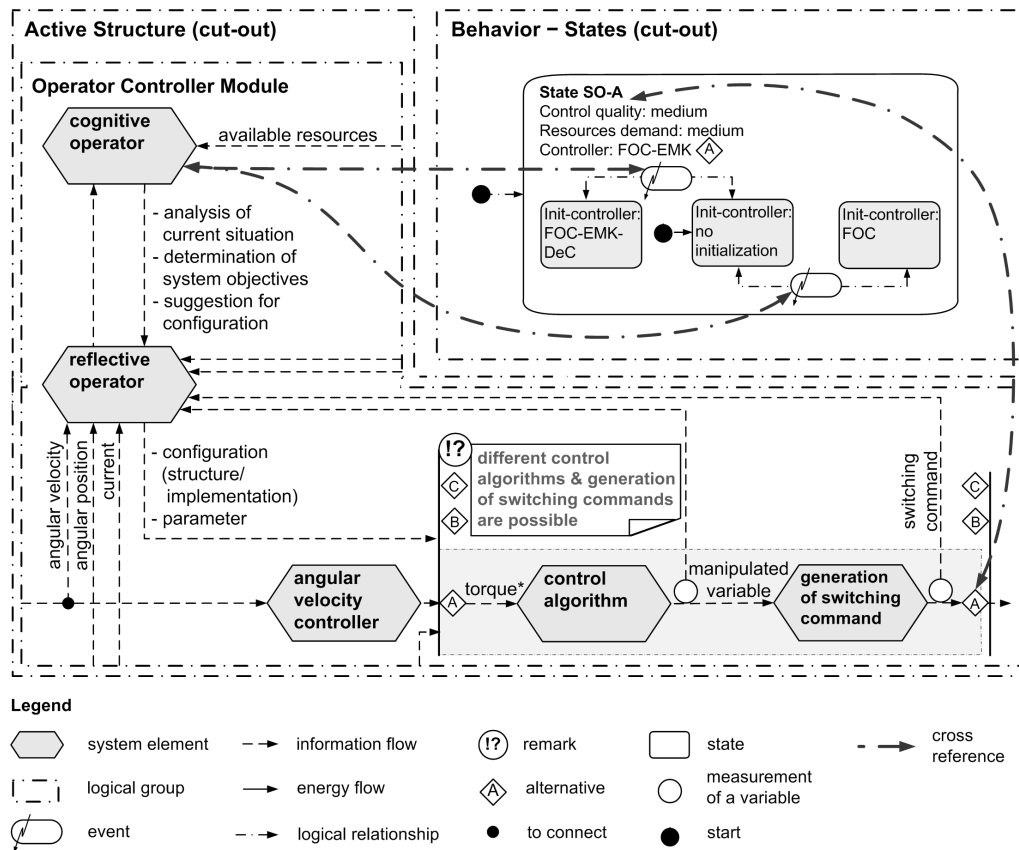 Active Structure (cut-out)
Operator Controller Module
cognitive
operator
available resources
- analysis of
current situation
- determination of
system objectives
- suggestion for
configuration
reflective
operator
angular velocity
angular position
current
- configuration
(structure/
implementation)
- parameter
Behavior – States (cut-out)
State SO-A
Control quality: medium
Resources demand: medium
Controller: FOC-EMK A
Init-controller:
FOC-EMK-
DeC
Init-controller:
no
initialization
Init-controller:
FOC
!?
different control
algorithms & generation
of switching commands
are possible
C
B
switching
command
C
B
angular
velocity
controller
A
torque*
control
algorithm
manipulated
variable
generation
of switching
command
A
Legend
system element
information flow
!?
remark
state
cross
reference
logical group
energy flow
A
alternative
measurement
of a variable
event
logical relationship
to connect
start